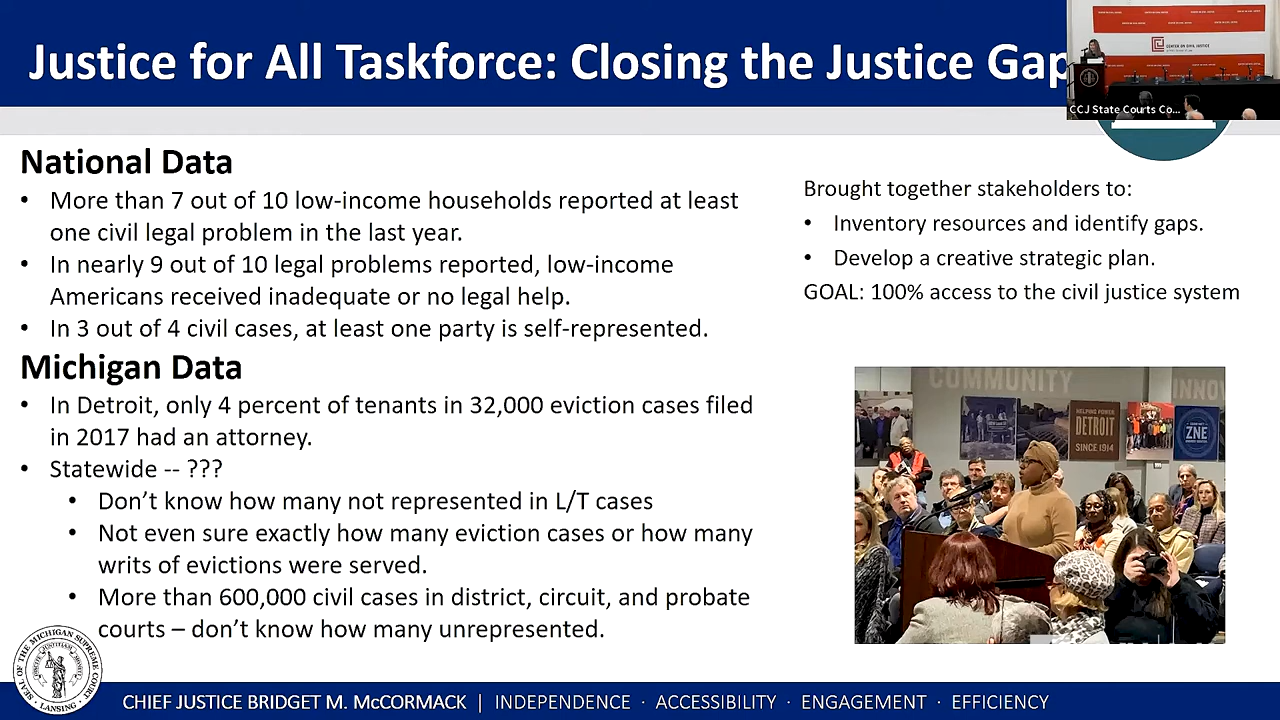 Justice for All Taskforce: Closing the Justice Gap
CENTER ON CIVIL JUSTICE
CCJ State Courts Co...
National Data
• More than 7 out of 10 low-income households reported at least
one civil legal problem in the last year.
• In nearly 9 out of 10 legal problems reported, low-income
Americans received inadequate or no legal help.
• In 3 out of 4 civil cases, at least one party is self-represented.
Michigan Data
• In Detroit, only 4 percent of tenants in 32,000 eviction cases filed
in 2017 had an attorney.
• Statewide -- ???
• Don’t know how many not represented in L/T cases
• Not even sure exactly how many eviction cases or how many
writs of evictions were served.
• More than 600,000 civil cases in district, circuit, and probate
courts – don’t know how many unrepresented.
Brought together stakeholders to:
• Inventory resources and identify gaps.
• Develop a creative strategic plan.
GOAL: 100% access to the civil justice system
COMMUNITY
INNOV
HELPING POWER
DETROIT
SINCE 1914
ZNE
SEAL OF THE MICHIGAN SUPREME COURT
LANSING
CHIEF JUSTICE BRIDGET M. McCORMACK | INDEPENDENCE · ACCESSIBILITY · ENGAGEMENT · EFFICIENCY